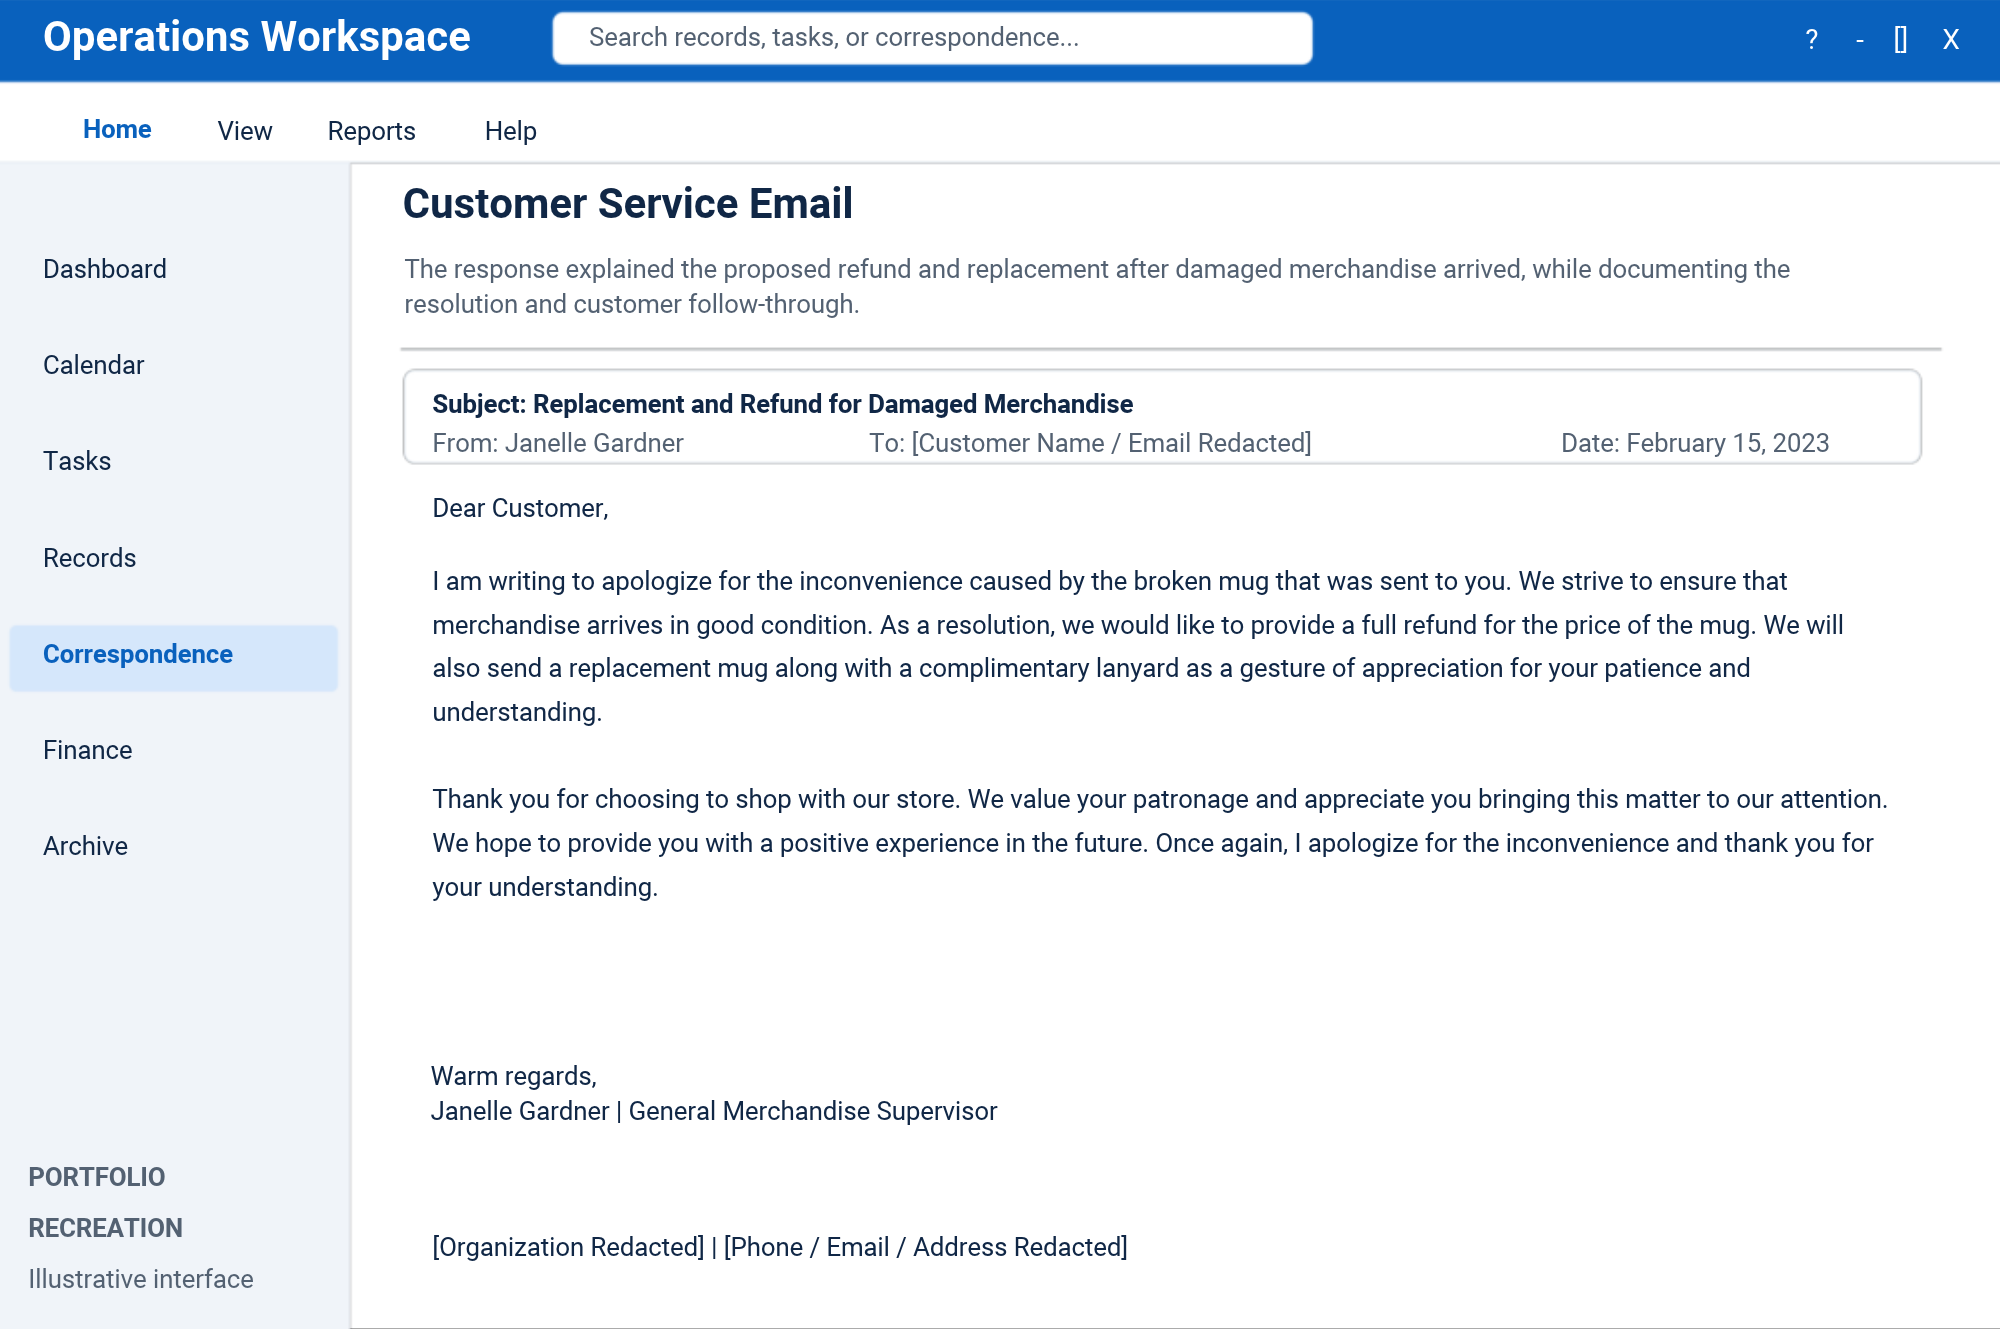 Operations Workspace
Search records, tasks, or correspondence...
? - [] X
Home View Reports Help
Customer Service Email
The response explained the proposed refund and replacement after damaged merchandise arrived, while documenting the
resolution and customer follow-through.
Dashboard
Calendar
Tasks
Records
Correspondence
Finance
Archive
Subject: Replacement and Refund for Damaged Merchandise
From: Janelle Gardner To: [Customer Name / Email Redacted] Date: February 15, 2023
Dear Customer,
I am writing to apologize for the inconvenience caused by the broken mug that was sent to you. We strive to ensure that
merchandise arrives in good condition. As a resolution, we would like to provide a full refund for the price of the mug. We will
also send a replacement mug along with a complimentary lanyard as a gesture of appreciation for your patience and
understanding.
Thank you for choosing to shop with our store. We value your patronage and appreciate you bringing this matter to our attention.
We hope to provide you with a positive experience in the future. Once again, I apologize for the inconvenience and thank you for
your understanding.
Warm regards,
Janelle Gardner | General Merchandise Supervisor
[Organization Redacted] | [Phone / Email / Address Redacted]
PORTFOLIO
RECREATION
Illustrative interface